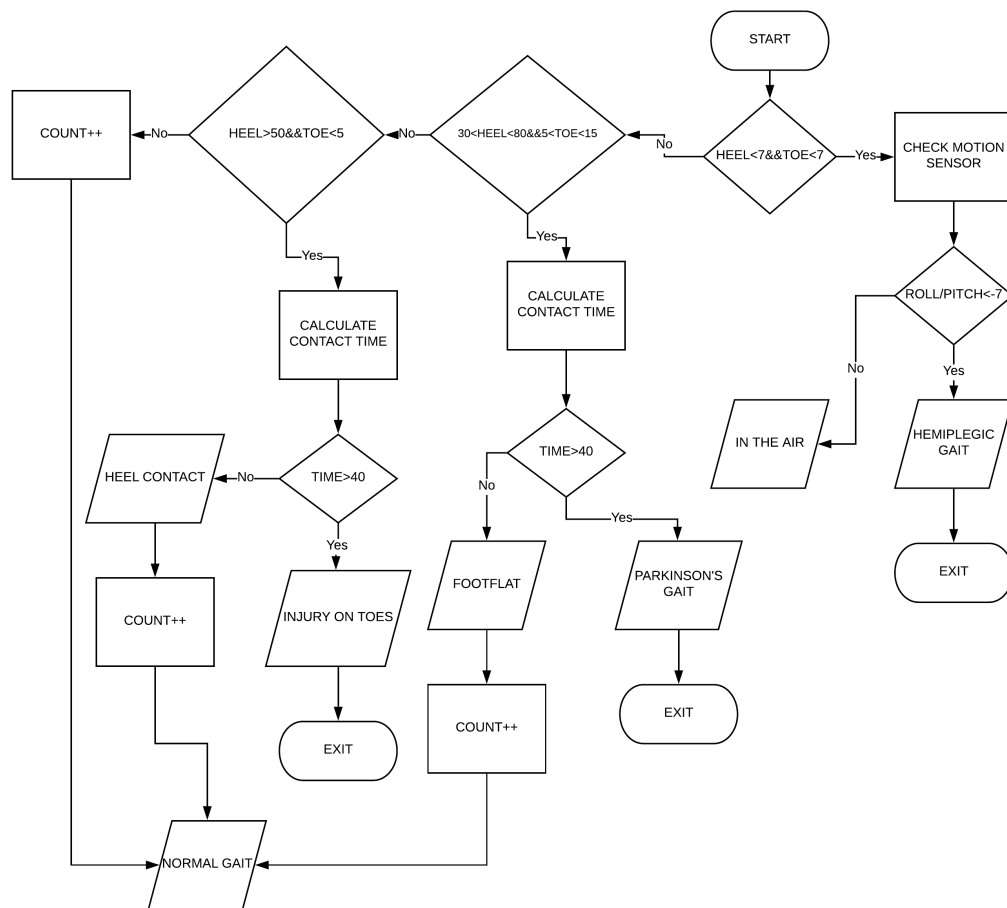 START
COUNT++
No
HEEL>50&&TOE<5
No
30<HEEL<80&&5<TOE<15
No
HEEL<7&&TOE<7
Yes
CHECK MOTION
SENSOR
Yes
Yes
CALCULATE
CONTACT TIME
CALCULATE
CONTACT TIME
ROLL/PITCH<-7
No
Yes
HEEL CONTACT
No
TIME>40
TIME>40
IN THE AIR
HEMIPLEGIC
GAIT
No
Yes
Yes
EXIT
COUNT++
INJURY ON TOES
FOOTFLAT
PARKINSON'S
GAIT
EXIT
COUNT++
EXIT
NORMAL GAIT